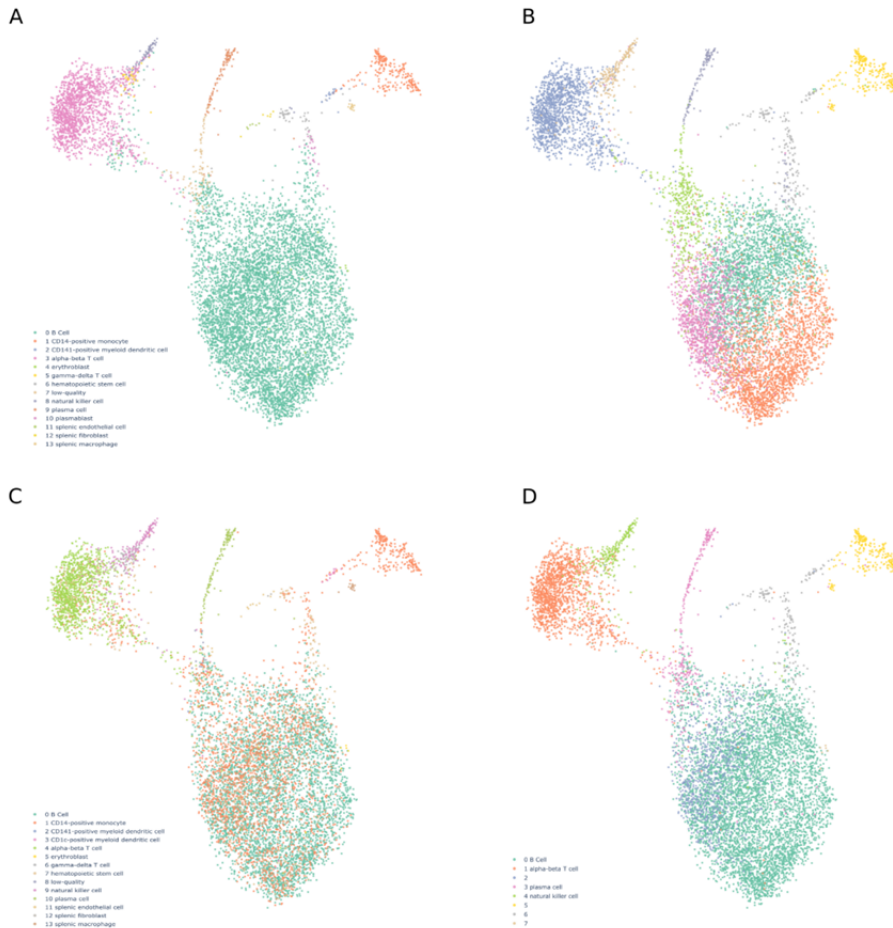 A
B
0 B Cell
1 CD14-positive monocyte
2 CD141-positive myeloid dendritic cell
3 alpha-beta T cell
4 erythroblast
5 gamma-delta T cell
6 hematopoietic stem cell
7 low-quality
8 natural killer cell
9 plasma cell
10 plasmablast
11 splenic endothelial cell
12 splenic fibroblast
13 splenic macrophage
C
D
0 B Cell
1 CD14-positive monocyte
2 CD141-positive myeloid dendritic cell
3 CD1c-positive myeloid dendritic cell
4 alpha-beta T cell
5 erythroblast
6 gamma-delta T cell
7 hematopoietic stem cell
8 low-quality
9 natural killer cell
10 plasma cell
11 splenic endothelial cell
12 splenic fibroblast
13 splenic macrophage
0 B Cell
1 alpha-beta T cell
2
3 plasma cell
4 natural killer cell
5
6
7